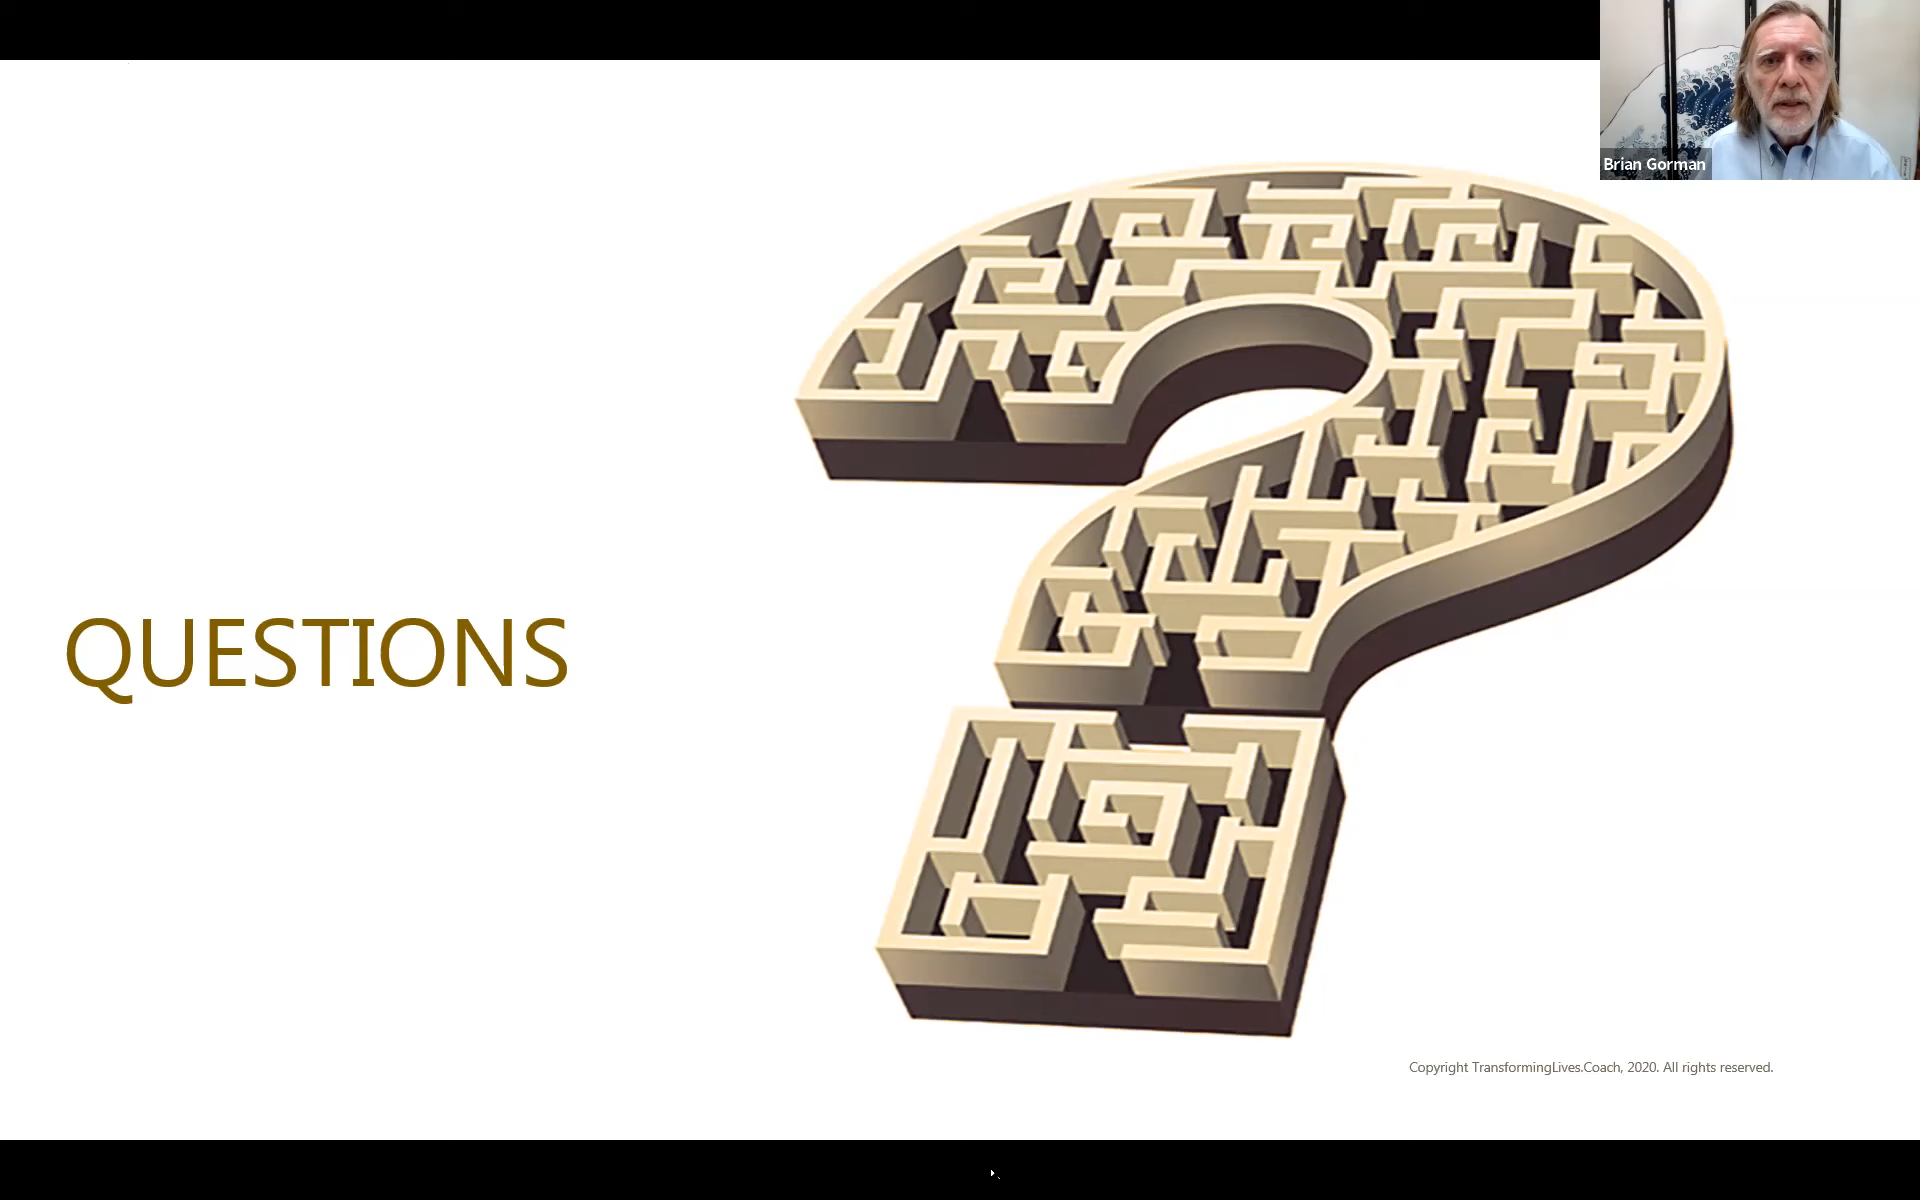 Brian Gorman
QUESTIONS
Copyright TransformingLives.Coach, 2020. All rights reserved.